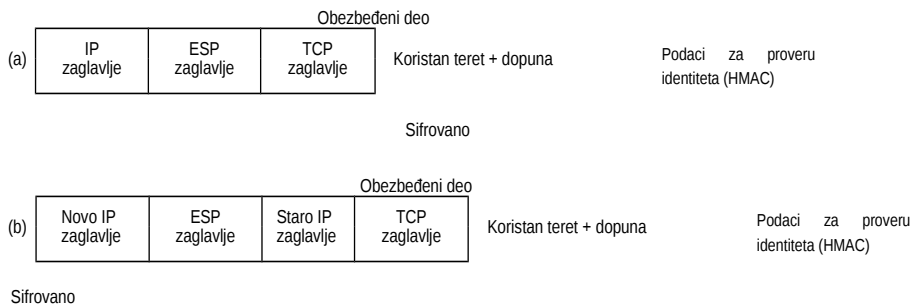 Obezbeđeni deo
(a) IP zaglavlje ESP zaglavlje TCP zaglavlje Koristan teret + dopuna Podaci za proveru identiteta (HMAC)
Sifrovano
Obezbeđeni deo
(b) Novo IP zaglavlje ESP zaglavlje Staro IP zaglavlje TCP zaglavlje Koristan teret + dopuna Podaci za proveru identiteta (HMAC)
Sifrovano